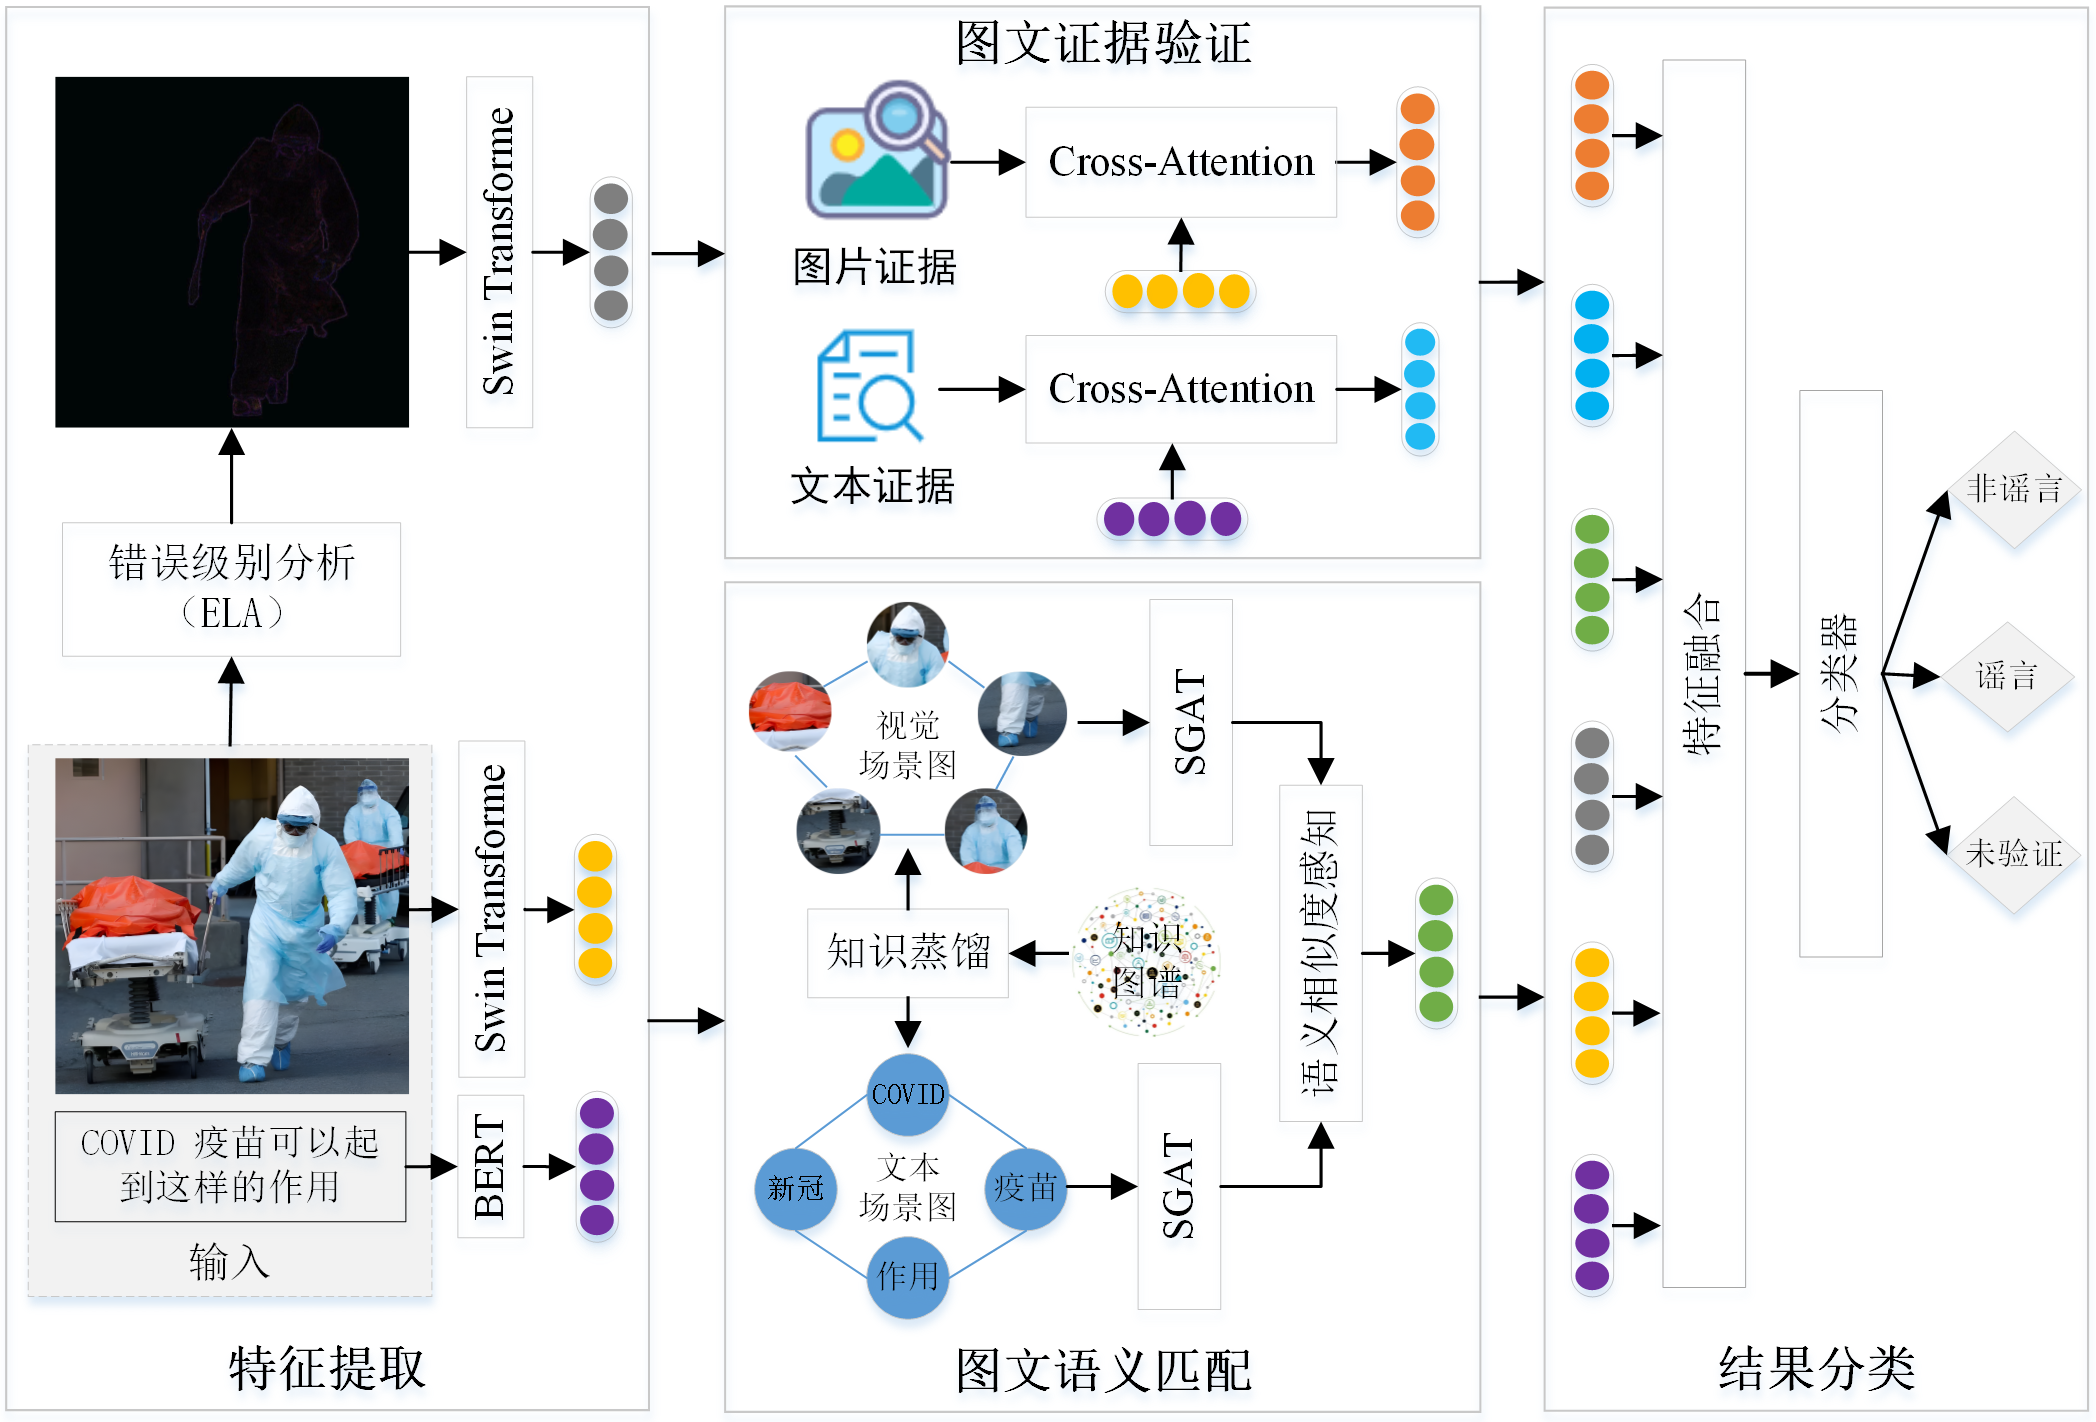 Swin Transforme
错误级别分析
（ELA）
Swin Transforme
COVID 疫苗可以起
到这样的作用
BERT
输入
特征提取
图文证据验证
Cross-Attention
图片证据
Cross-Attention
文本证据
视觉
场景图
SGAT
知识蒸馏
知识
图谱
语义相似度感知
COVID
新冠
文本
场景图
疫苗
作用
SGAT
图文语义匹配
特征融合
分类器
非谣言
谣言
未验证
结果分类